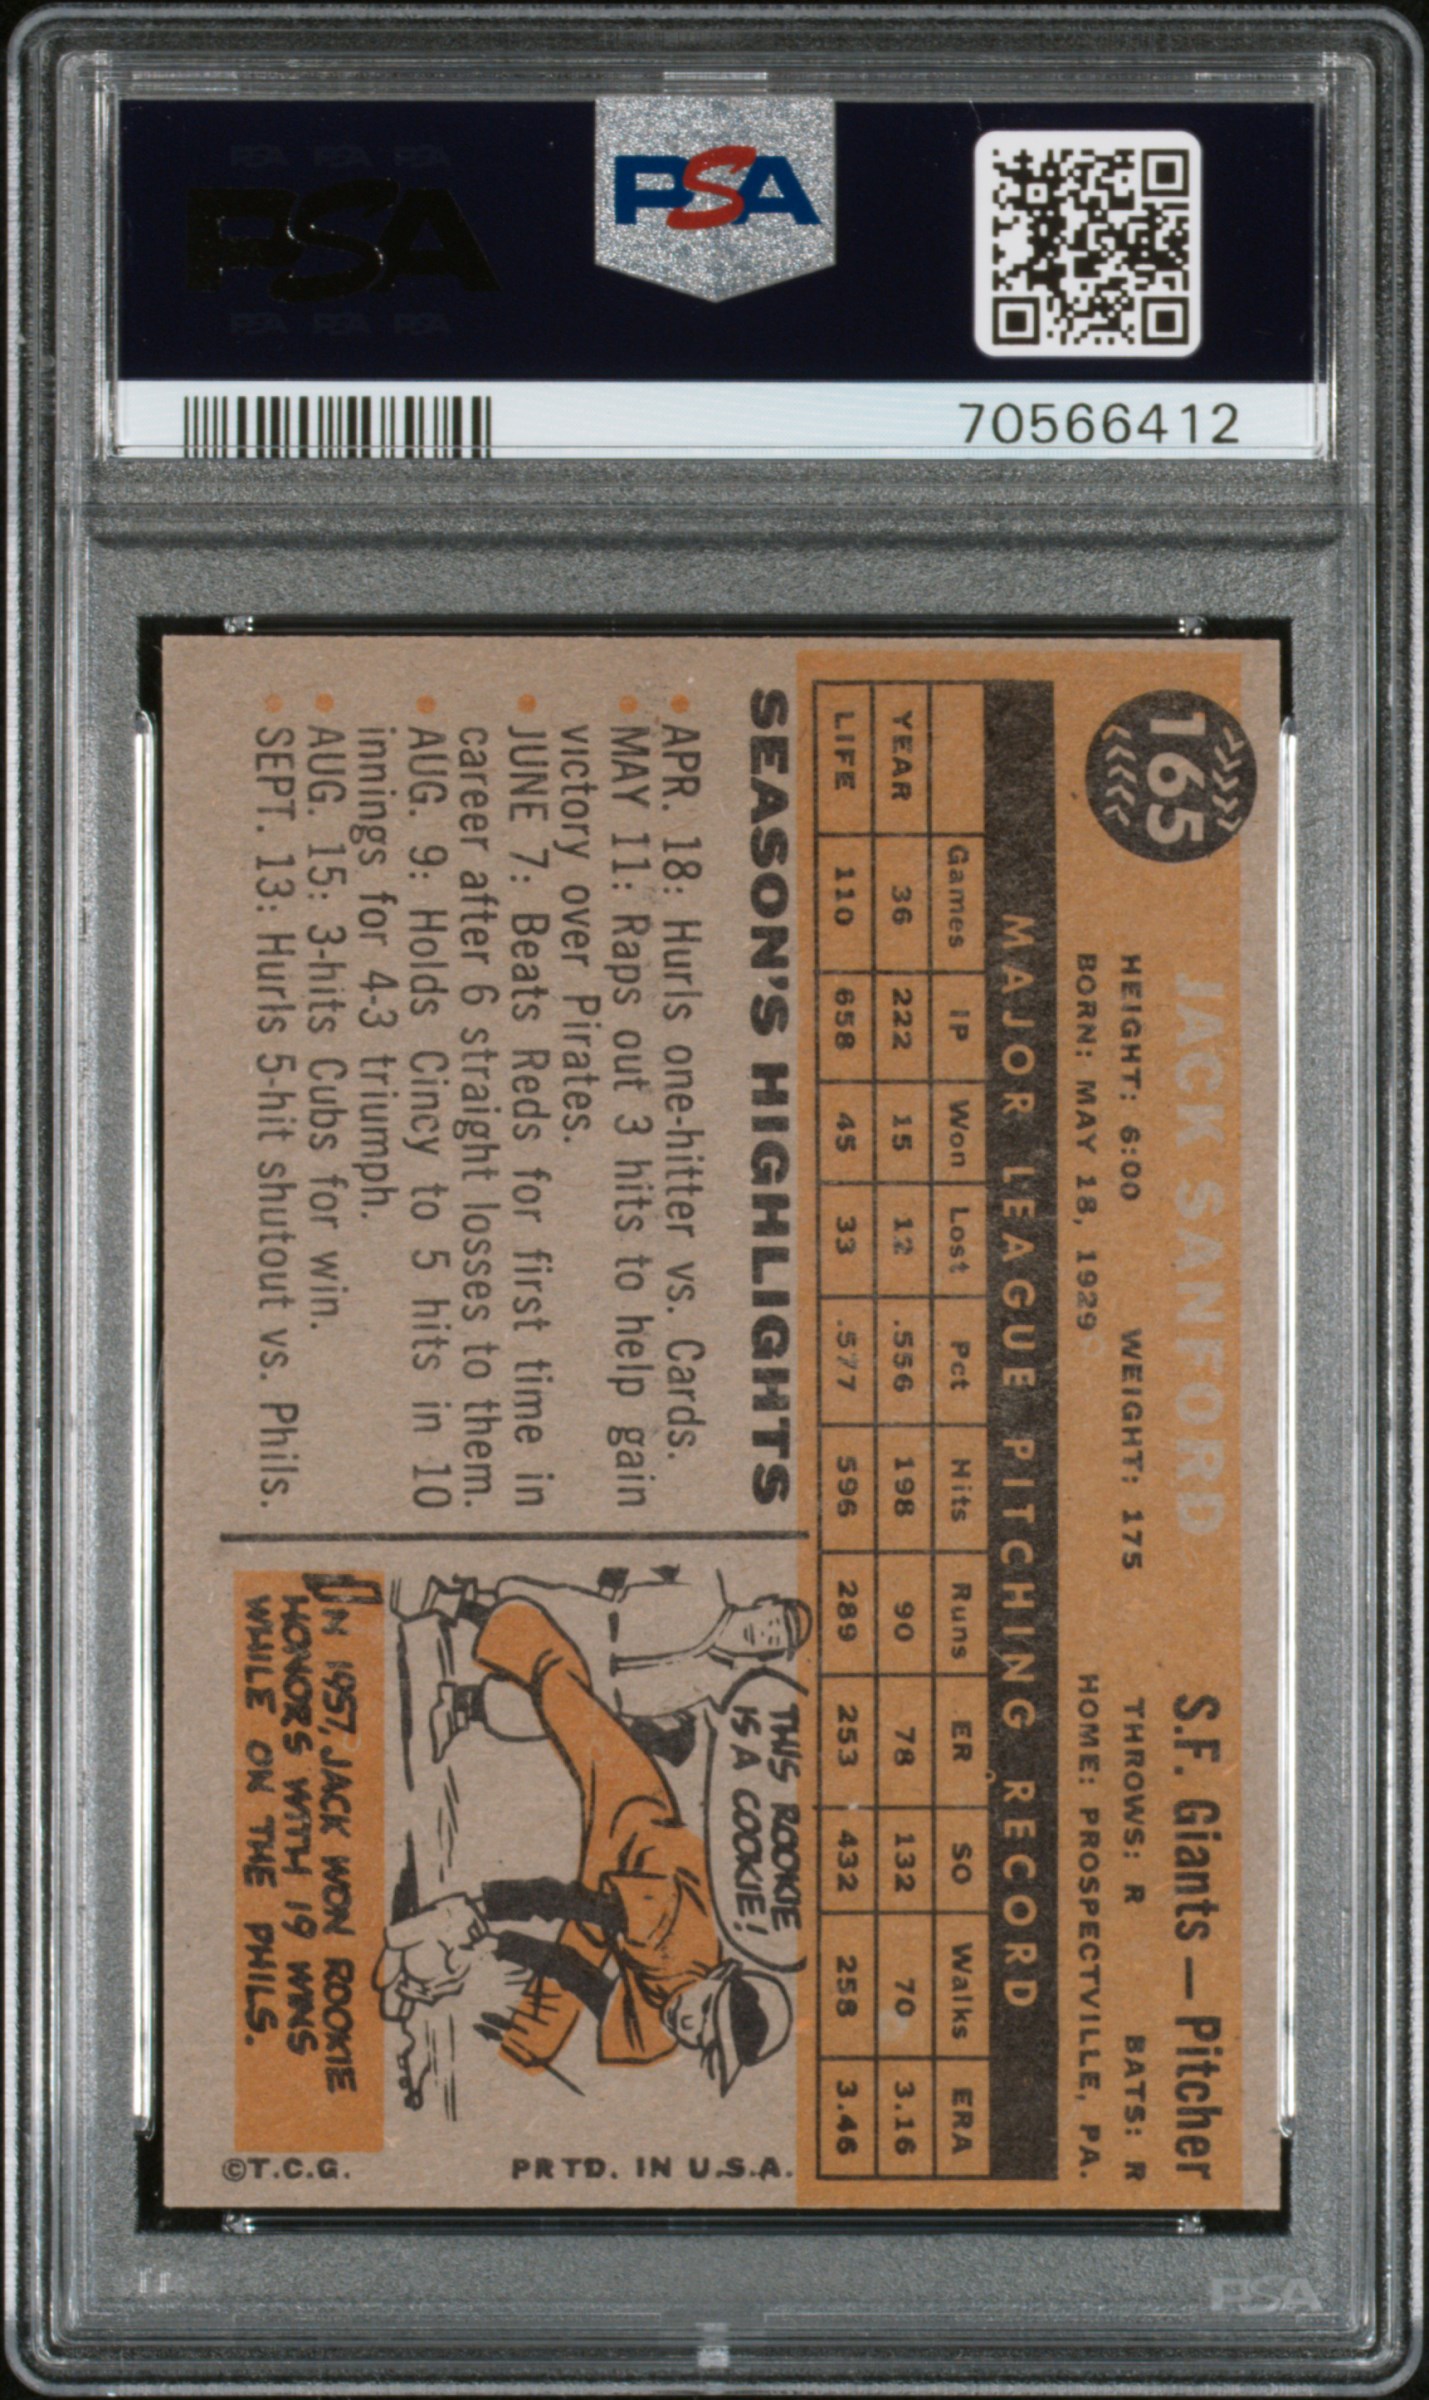 PSA PSA PSA
PSA
PSA PSA PSA
PSA
70566412
165
JACK SANFORD
S.F. Giants — Pitcher
HEIGHT: 6:00 WEIGHT: 175 THROWS: R BATS: R
BORN: MAY 18, 1929 HOME: PROSPECTVILLE, PA.
MAJOR LEAGUE PITCHING RECORD
Games IP Won Lost Pct Hits Runs ER SO Walks ERA
YEAR 36 222 15 12 .556 198 90 78 132 70 3.16
LIFE 110 658 45 33 .577 596 289 253 432 258 3.46
SEASON'S HIGHLIGHTS
• APR. 18: Hurls one-hitter vs. Cards.
• MAY 11: Raps out 3 hits to help gain
victory over Pirates.
• JUNE 7: Beats Reds for first time in
career after 6 straight losses to them.
• AUG. 9: Holds Cincy to 5 hits in 10
innings for 4-3 triumph.
• AUG. 15: 3-hits Cubs for win.
• SEPT. 13: Hurls 5-hit shutout vs. Phils.
THIS ROOKIE
IS A COOKIE!
IN 1957, JACK WON ROOKIE
HONORS WITH 19 WINS
WHILE ON THE PHILS.
©T.C.G.
PRTD. IN U.S.A.
PSA